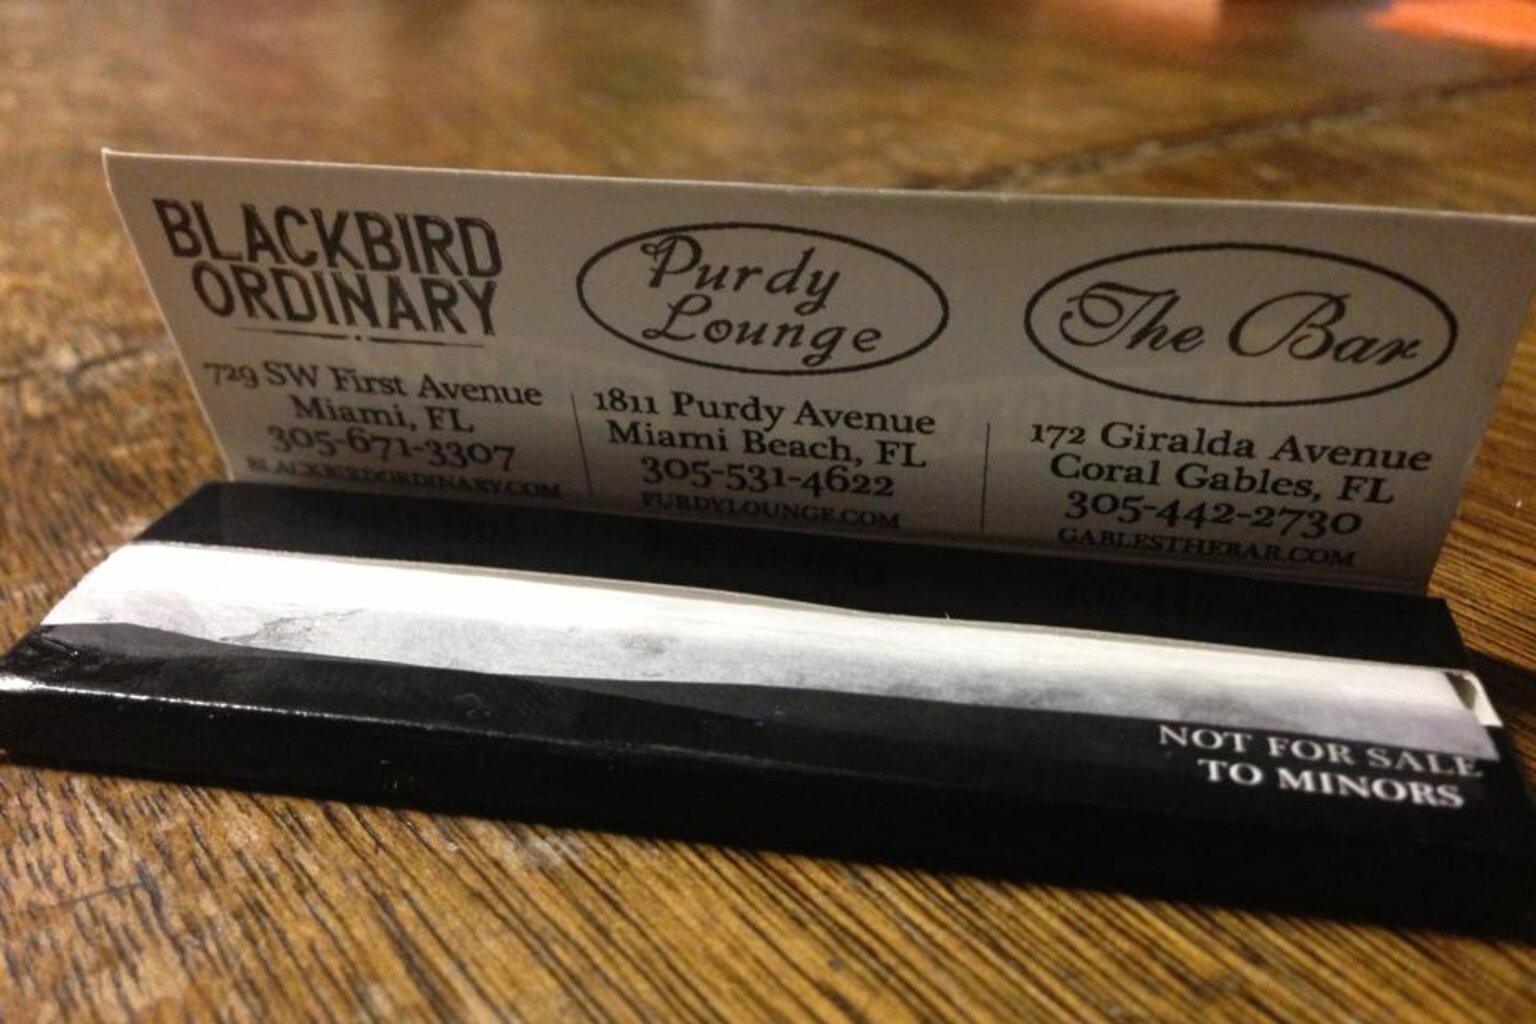 BLACKBIRD
ORDINARY
729 SW First Avenue
Miami, FL
305-671-3307
BLACKBIRDORDINARY.COM
Purdy
Lounge
1811 Purdy Avenue
Miami Beach, FL
305-531-4622
PURDYLOUNGE.COM
The Bar
172 Giralda Avenue
Coral Gables, FL
305-442-2730
GABLESTHEBAR.COM
NOT FOR SALE
TO MINORS